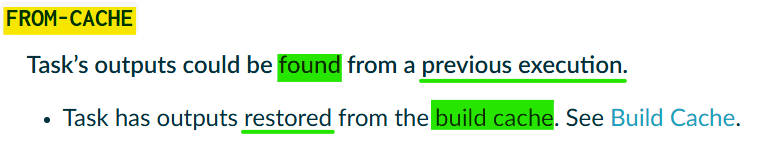 FROM-CACHE
Task's outputs could be found from a previous execution.
• Task has outputs restored from the build cache. See Build Cache.